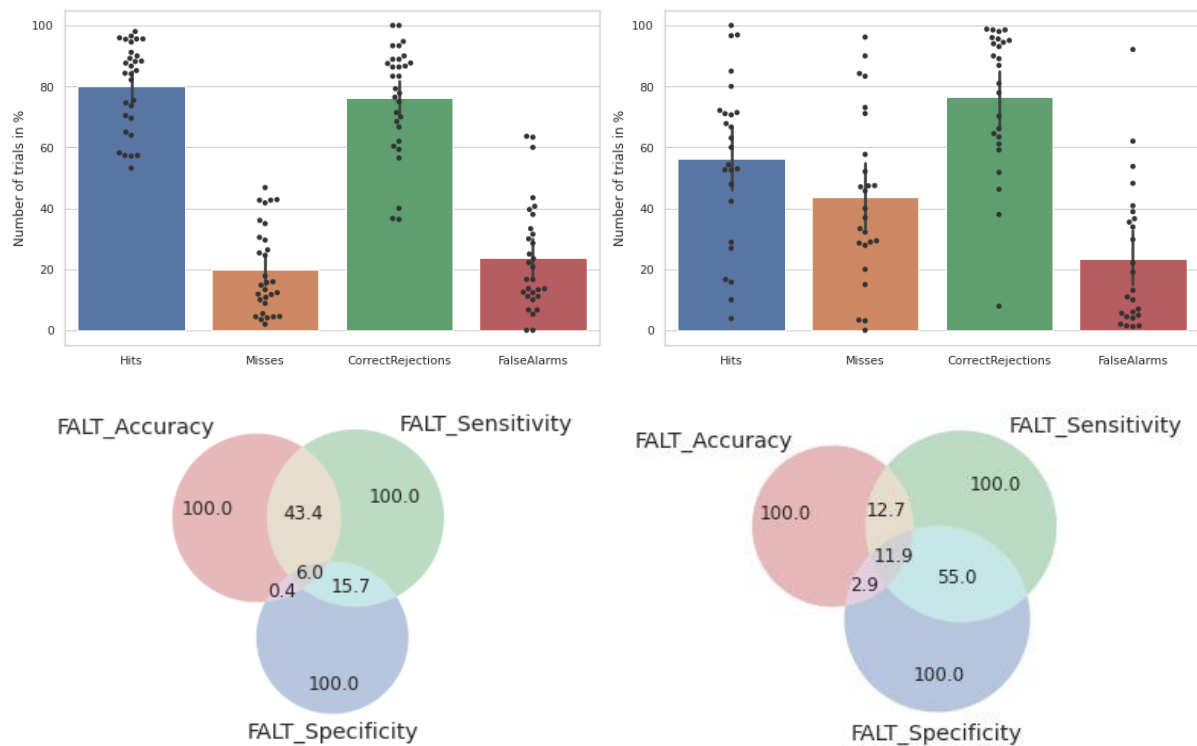 Number of trials in %
100
80
60
40
20
0
Hits Misses CorrectRejections FalseAlarms
Number of trials in %
100
80
60
40
20
0
Hits Misses CorrectRejections FalseAlarms
FALT_Accuracy
FALT_Sensitivity
100.0
43.4
100.0
6.0
0.4
15.7
100.0
FALT_Specificity
FALT_Accuracy
FALT_Sensitivity
100.0
12.7
100.0
11.9
2.9
55.0
100.0
FALT_Specificity